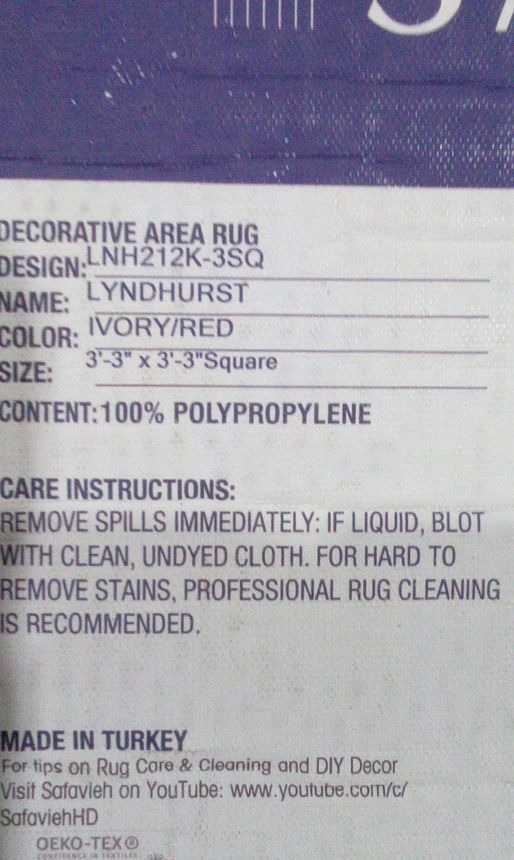 DECORATIVE AREA RUG
DESIGN: LNH212K-3SQ
NAME: LYNDHURST
COLOR: IVORY/RED
SIZE: 3'-3" x 3'-3"Square
CONTENT:100% POLYPROPYLENE
CARE INSTRUCTIONS:
REMOVE SPILLS IMMEDIATELY: IF LIQUID, BLOT
WITH CLEAN, UNDYED CLOTH. FOR HARD TO
REMOVE STAINS, PROFESSIONAL RUG CLEANING
IS RECOMMENDED.
MADE IN TURKEY
For tips on Rug Care & Cleaning and DIY Decor
Visit Safavieh on YouTube: www.youtube.com/c/
SafaviehHD
OEKO-TEX®
CONFIDENCE IN TEXTILES